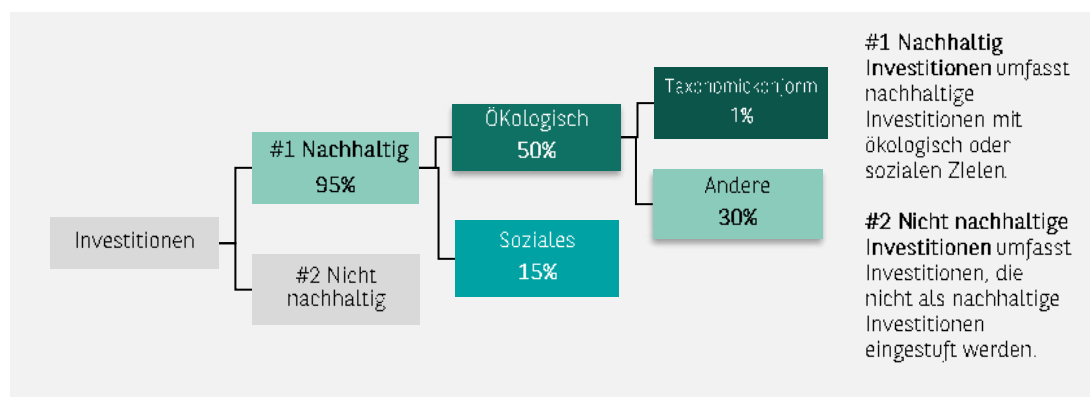 Investitionen
#1 Nachhaltig
95%
#2 Nicht
nachhaltig
ÖKologisch
50%
Soziales
15%
Taxonomiekonform
1%
Andere
30%
#1 Nachhaltig
Investitionen umfasst
nachhaltige
Investitionen mit
ökologisch oder
sozialen ZIelen
#2 Nicht nachhaltige
Investitionen umfasst
Investitionen, die
nicht als nachhaltige
Investitionen
eingestuft werden.